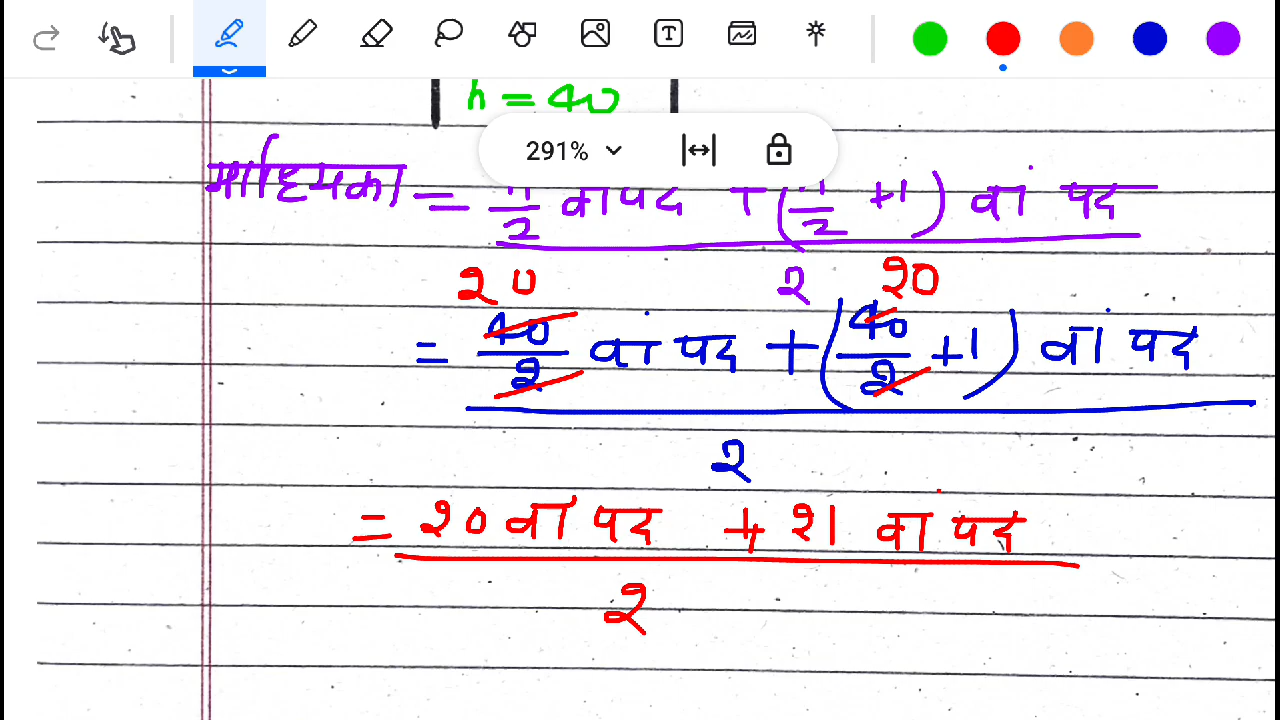 n = 40
291%
माध्यिका = n/2 वां पद + (n/2 +1) वां पद
2
20 20
= 40/2 वां पद + (40/2 +1) वां पद
2
= 20 वां पद + 21 वां पद
2